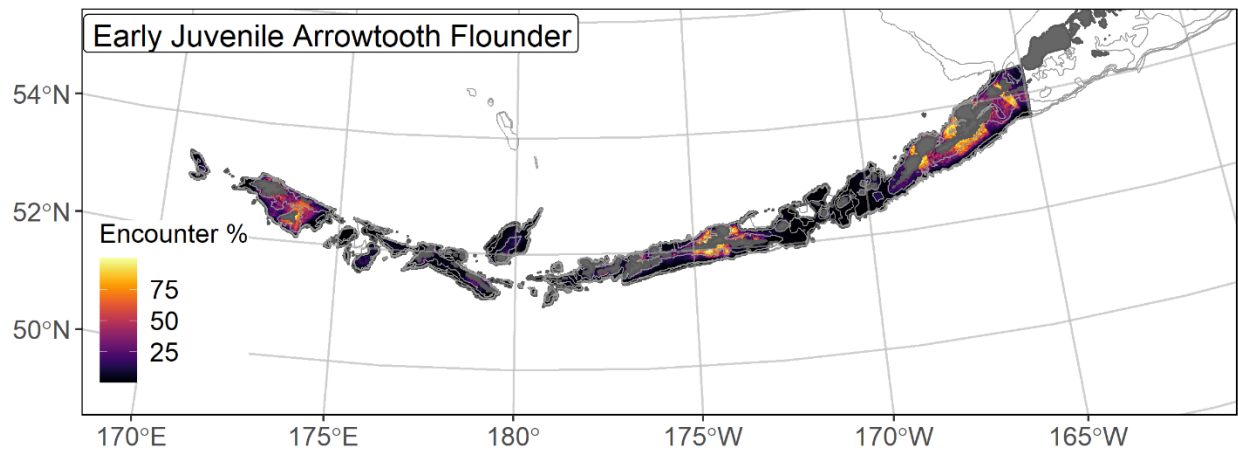 Early Juvenile Arrowtooth Flounder
54°N
52°N
50°N
Encounter %
75
50
25
170°E
175°E
180°
175°W
170°W
165°W